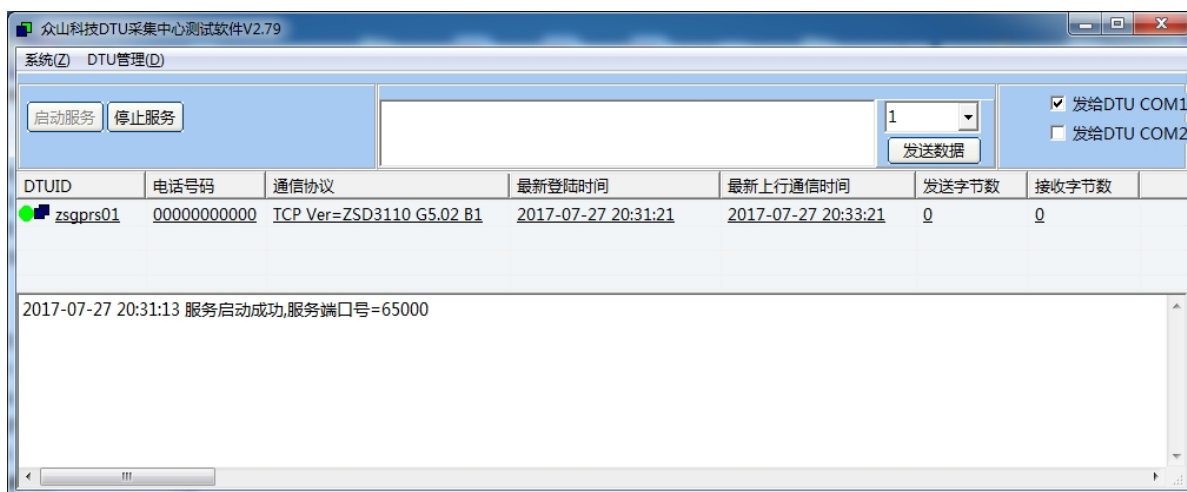 众山科技DTU采集中心测试软件V2.79
系统(Z) DTU管理(D)
启动服务 停止服务
1
发送数据
发给DTU COM1
发给DTU COM2
DTUID 电话号码 通信协议 最新登陆时间 最新上行通信时间 发送字节数 接收字节数
zsgprs01 00000000000 TCP Ver=ZSD3110 G5.02 B1 2017-07-27 20:31:21 2017-07-27 20:33:21 0 0
2017-07-27 20:31:13 服务启动成功,服务端口号=65000